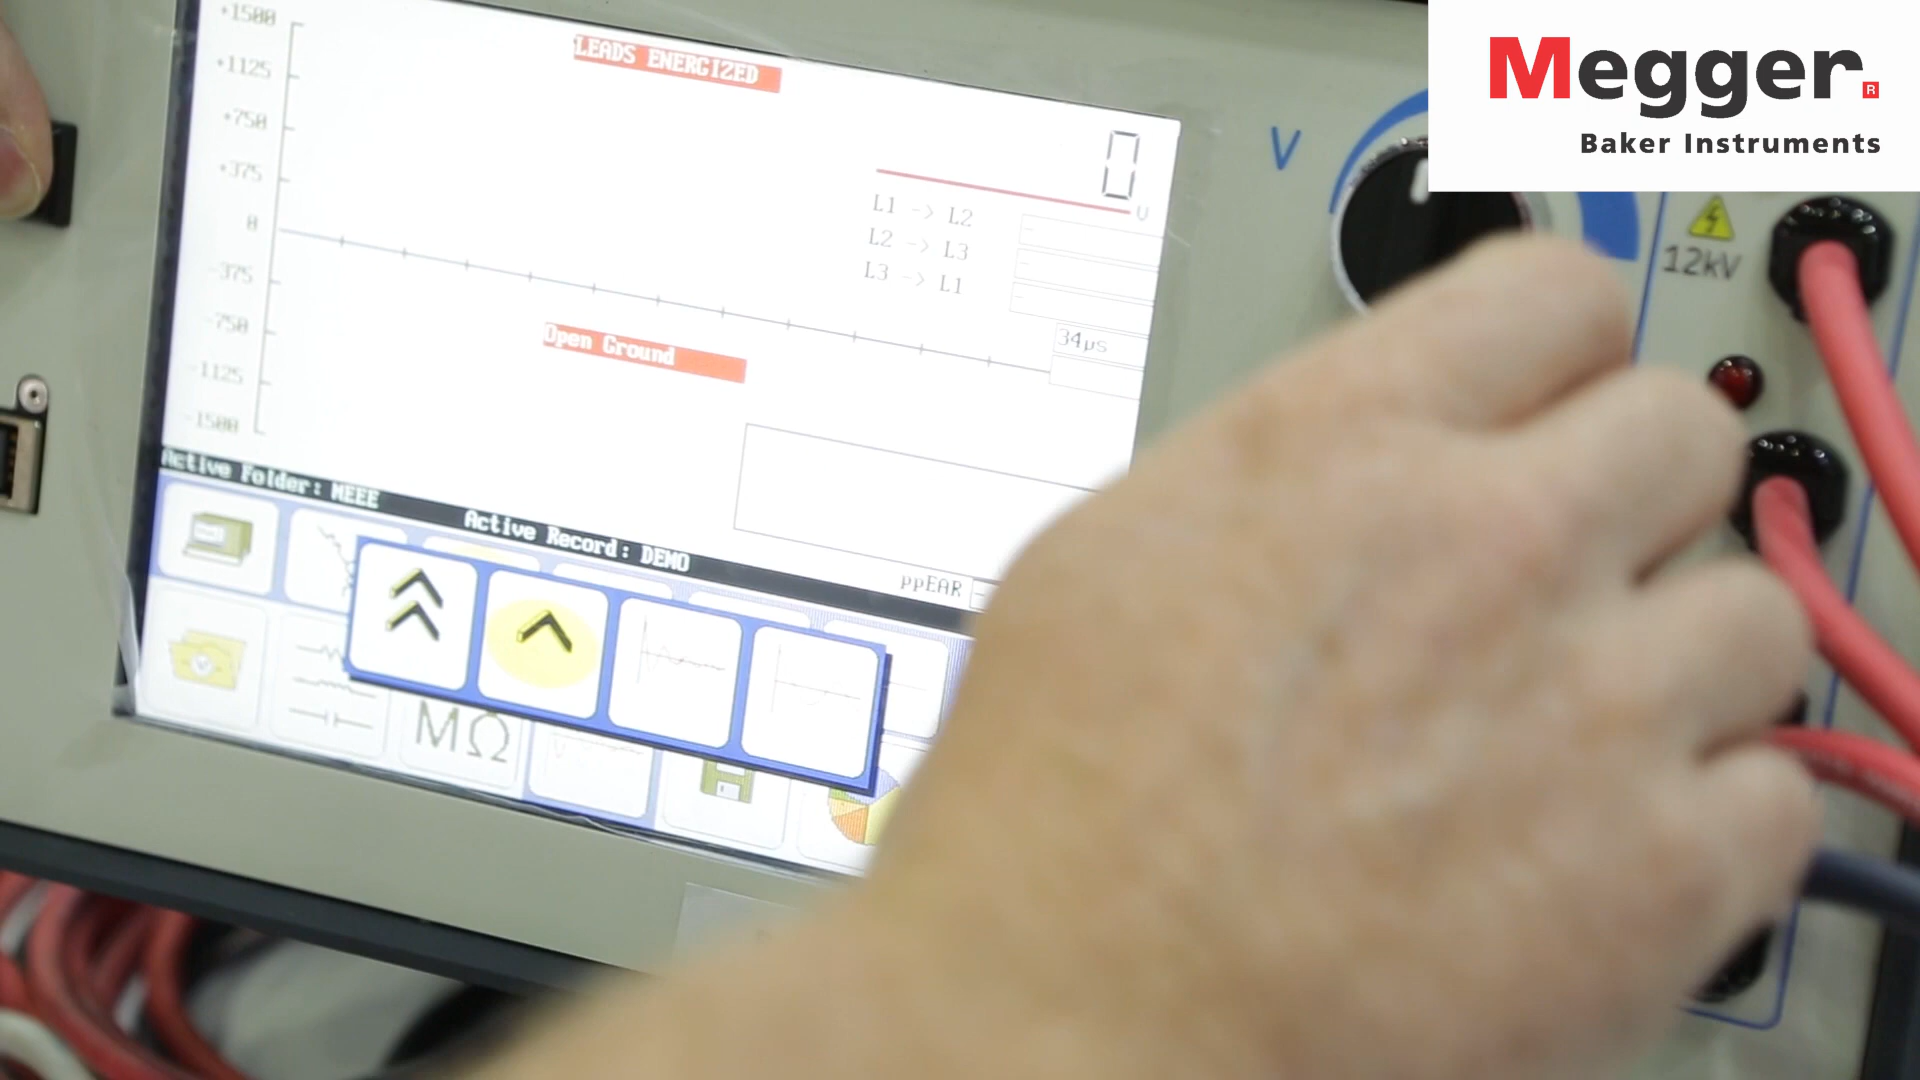 Megger.
R
Baker Instruments
+1500
+1125
+750
+375
0
-375
-750
-1125
-1500
LEADS ENERGIZED
0
V
L1 -> L2
L2 -> L3
L3 -> L1
34µs
Open Ground
Active Folder: MEEE
Active Record: DEMO
ppEAR
MΩ
V
12kV